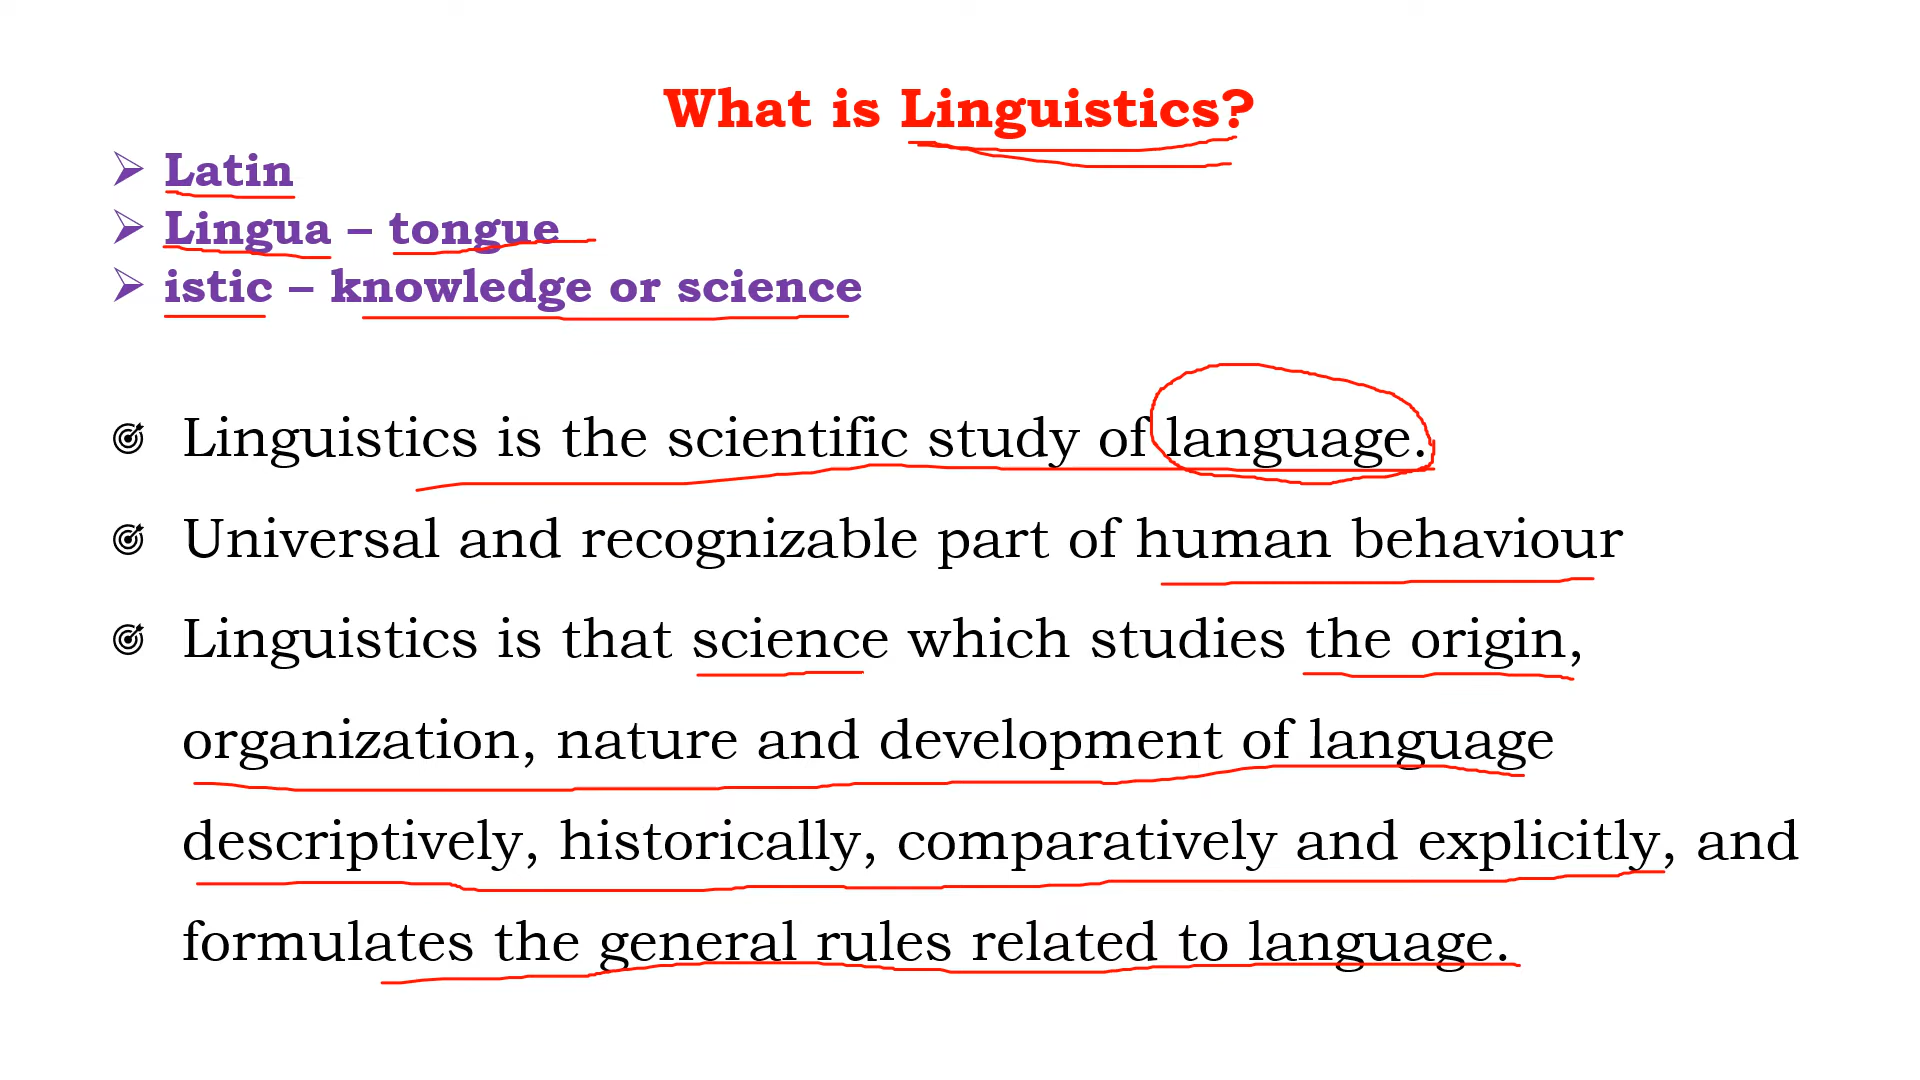 What is Linguistics?
Latin
Lingua – tongue
istic – knowledge or science
Linguistics is the scientific study of language.
Universal and recognizable part of human behaviour
Linguistics is that science which studies the origin,
organization, nature and development of language
descriptively, historically, comparatively and explicitly, and
formulates the general rules related to language.